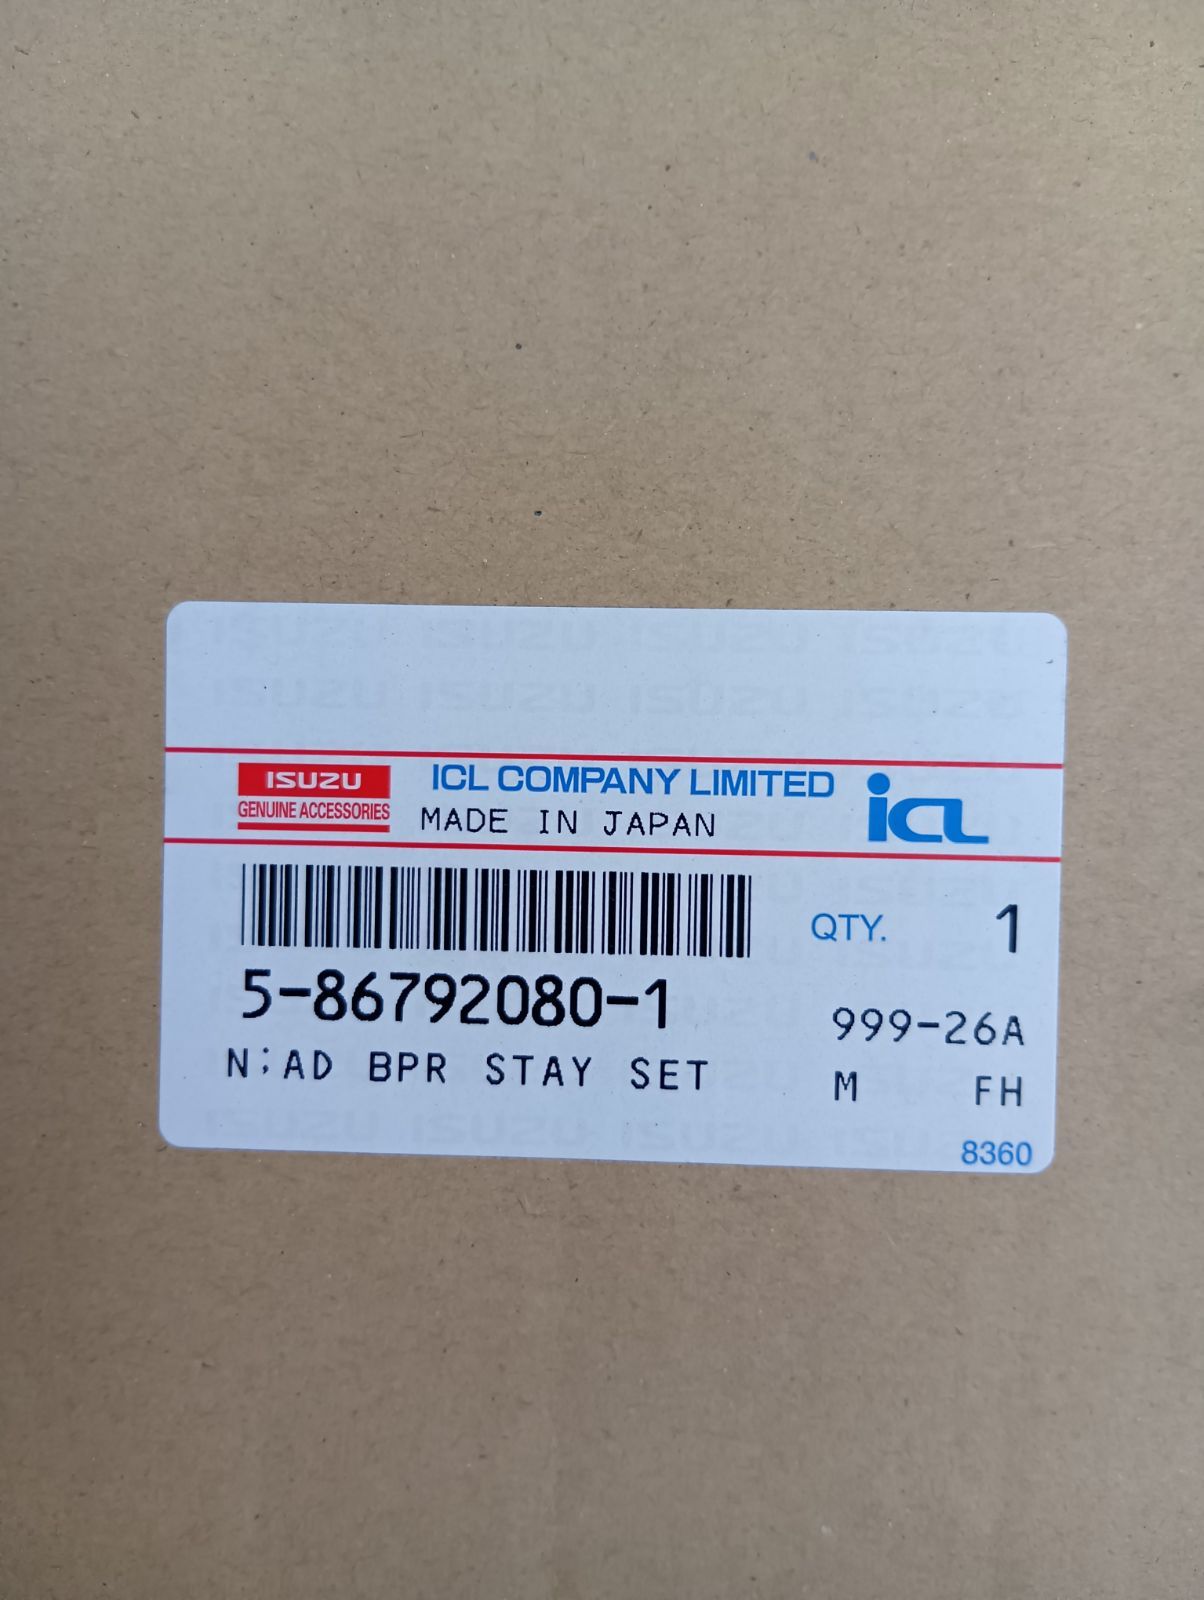 ISUZU
GENUINE ACCESSORIES
ICL COMPANY LIMITED
MADE IN JAPAN
icl
QTY. 1
5-86792080-1
999-26A
N;AD BPR STAY SET
M FH
8360